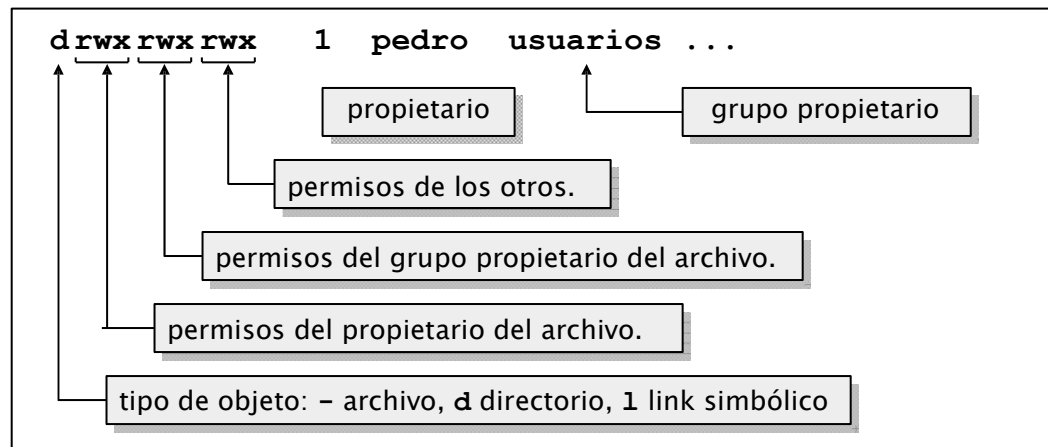 drwxrwxrwx 1 pedro usuarios ...
propietario
grupo propietario
permisos de los otros.
permisos del grupo propietario del archivo.
permisos del propietario del archivo.
tipo de objeto: - archivo, d directorio, l link simbólico